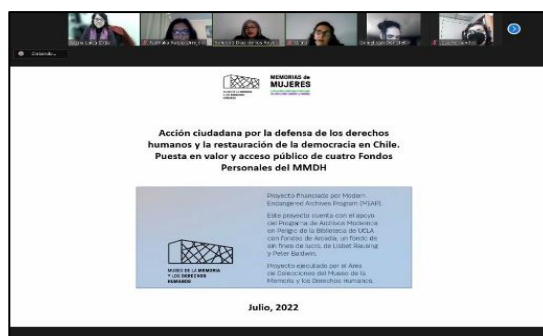 MEMORIAS de
MUJERES
Acción ciudadana por la defensa de los derechos
humanos y la restauración de la democracia en Chile.
Puesta en valor y acceso público de cuatro Fondos
Personales del MMDH
Proyecto financiado por Modern
Endangered Archives Program (MEAP).
Este proyecto cuenta con el apoyo
del Programa de Archivos Modernos
en Peligro de la Biblioteca de UCLA
con fondos de Arcadia, un fondo de
sin fines de lucro, de Lisbet Rausing
y Peter Baldwin.
Proyecto ejecutado por el Área
de Colecciones del Museo de la
Memoria y los Derechos Humanos.
MUSEO DE LA MEMORIA
Y LOS DERECHOS
HUMANOS
Julio, 2022